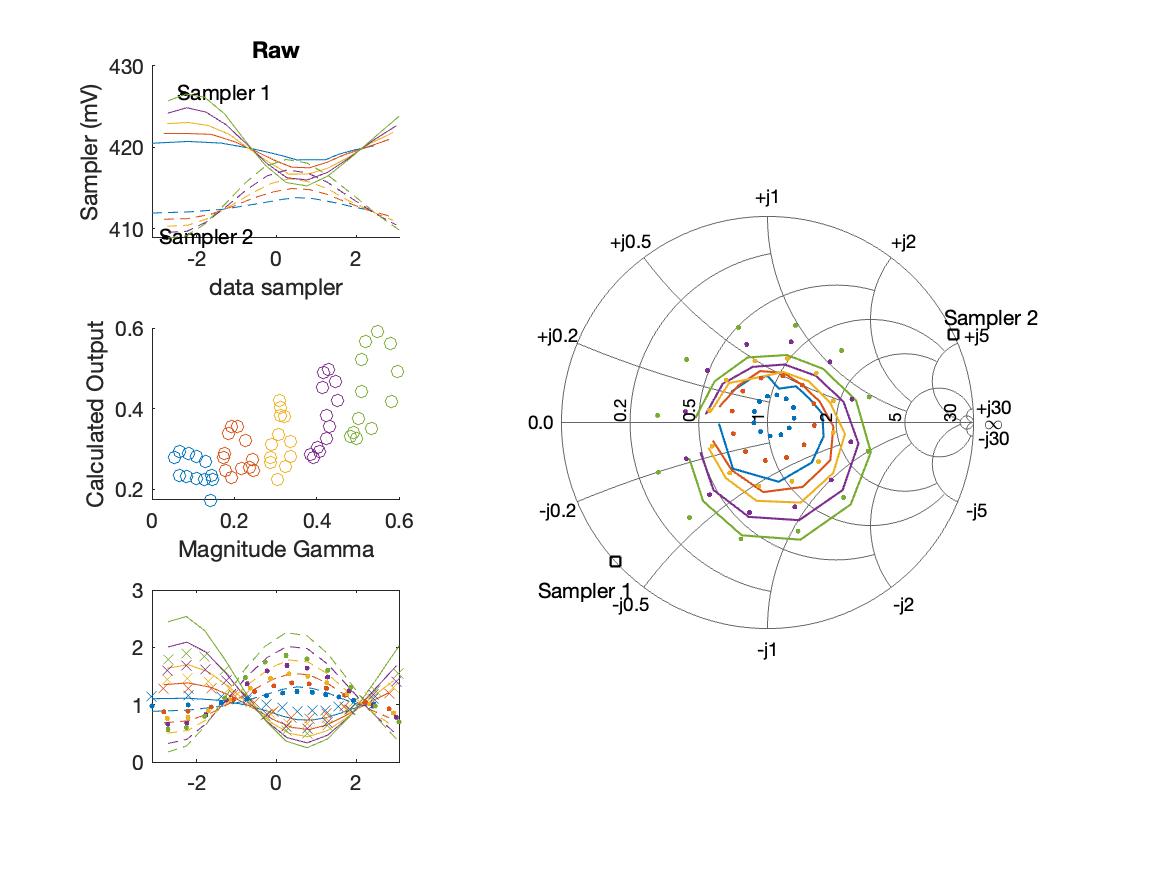 Raw
430
420
410
Sampler (mV)
Sampler 1
Sampler 2
-2
0
2
data sampler
0.6
0.4
0.2
Calculated Output
0
0.2
0.4
0.6
Magnitude Gamma
3
2
1
0
-2
0
2
+j1
+j0.5
+j2
Sampler 2
+j0.2
+j5
0.0
0.2
0.5
1
2
5
30
+j30
∞
-j30
-j0.2
-j5
Sampler 1
-j0.5
-j2
-j1